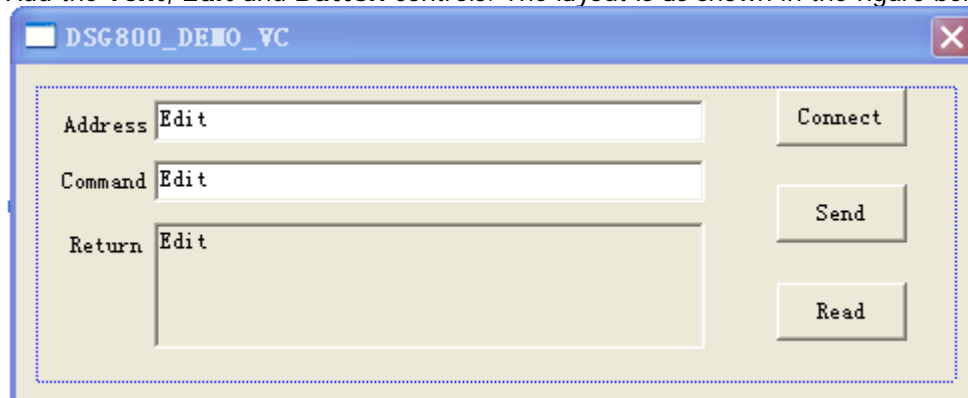 Add the Text, Edit and Button controls. The layout is as shown in the figure
DSG800_DEMO_VC
Address Edit Connect
Command Edit
Send
Return Edit
Read